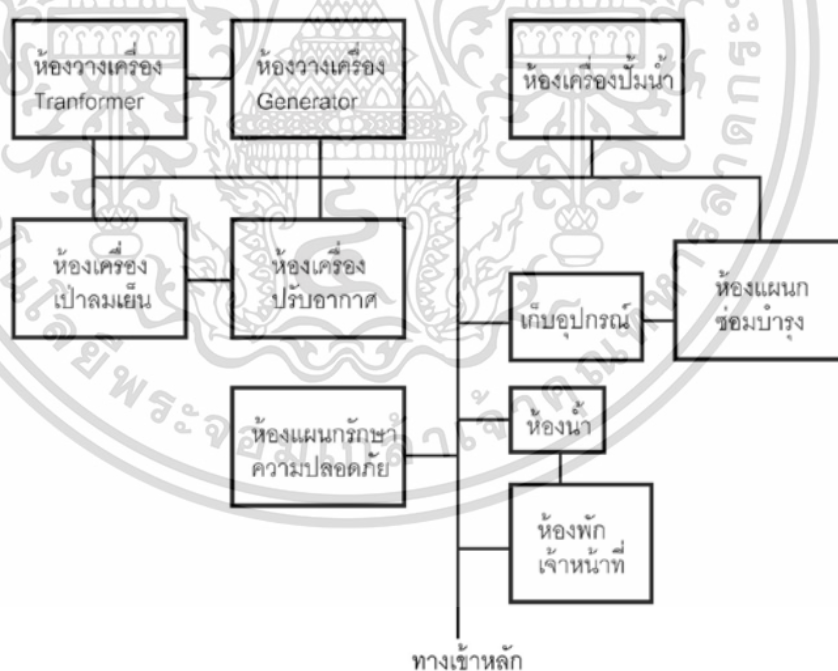 ห้องวางเครื่อง
Tranformer
ห้องวางเครื่อง
Generator
ห้องเครื่องปั๊มน้ำ
ห้องเครื่อง
เป่าลมเย็น
ห้องเครื่อง
ปรับอากาศ
เก็บอุปกรณ์
ห้องแผนก
ซ่อมบำรุง
ห้องแผนกรักษา
ความปลอดภัย
ห้องน้ำ
ห้องพัก
เจ้าหน้าที่
ทางเข้าหลัก